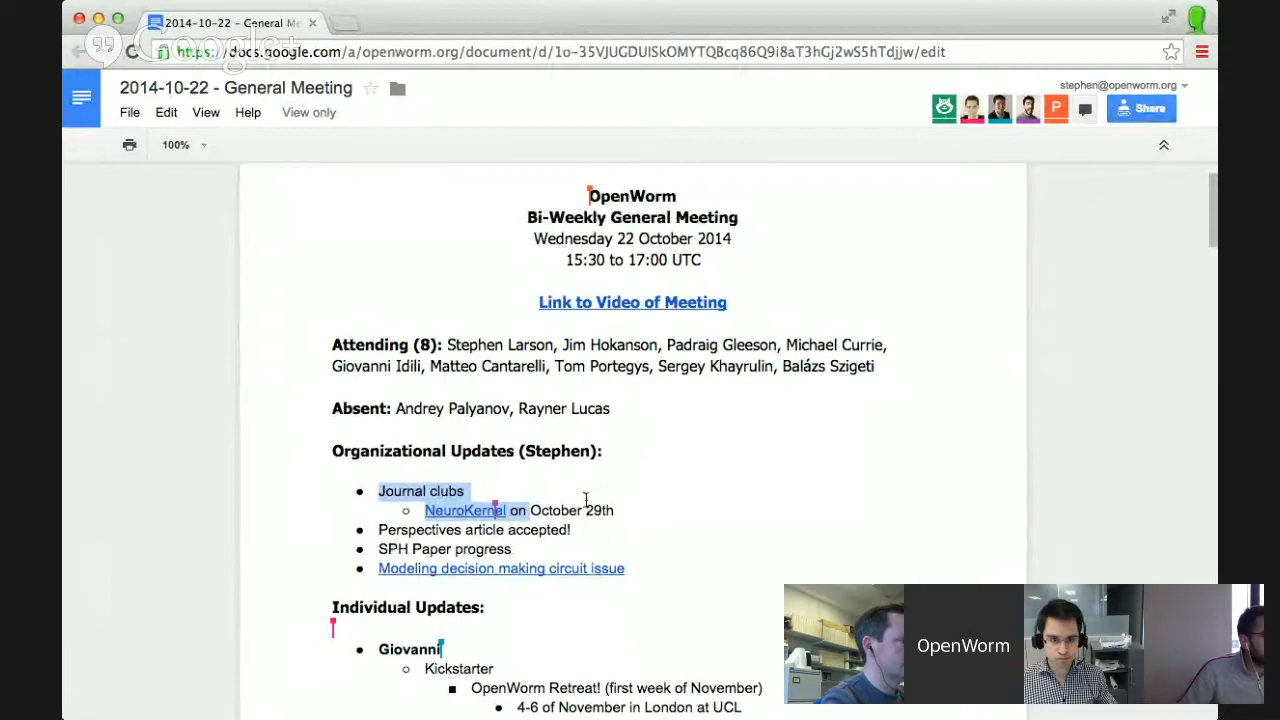 2014-10-22 – General Me
Google+
https://docs.google.com/a/openworm.org/document/d/1o-35VJUGDUlSkOMYTQBcq86Q9i8aT3hGj2wS5hTdjjw/edit
2014-10-22 - General Meeting
stephen@openworm.org
File Edit View Help View only
P
Share
100%
OpenWorm
Bi-Weekly General Meeting
Wednesday 22 October 2014
15:30 to 17:00 UTC
Link to Video of Meeting
Attending (8): Stephen Larson, Jim Hokanson, Padraig Gleeson, Michael Currie,
Giovanni Idili, Matteo Cantarelli, Tom Portegys, Sergey Khayrulin, Balázs Szigeti
Absent: Andrey Palyanov, Rayner Lucas
Organizational Updates (Stephen):
● Journal clubs
○ NeuroKernal on October 29th
● Perspectives article accepted!
● SPH Paper progress
● Modeling decision making circuit issue
Individual Updates:
● Giovanni
○ Kickstarter
■ OpenWorm Retreat! (first week of November)
● 4-6 of November in London at UCL
OpenWorm